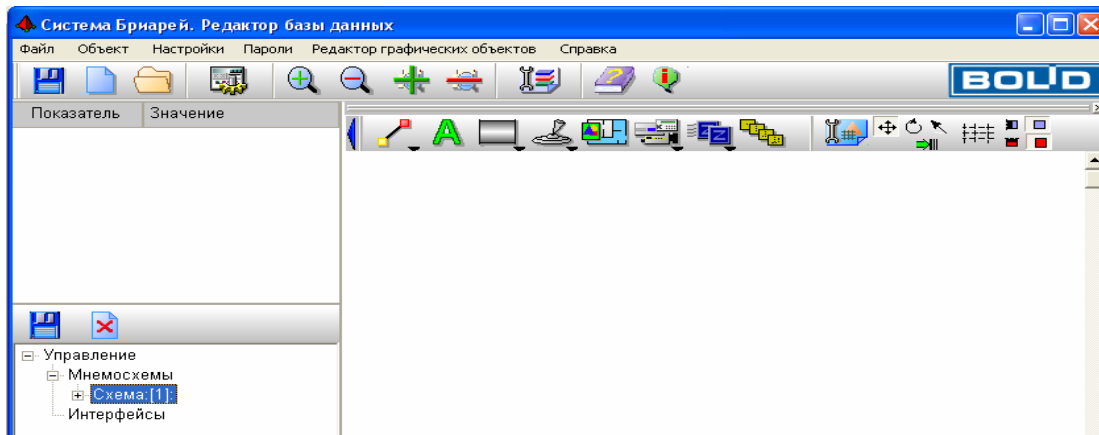 Система Бриарей. Редактор базы данных
Файл Объект Настройки Пароли Редактор графических объектов Справка
BOLID
Показатель Значение
Управление
Мнемосхемы
Схема:[1]:
Интерфейсы